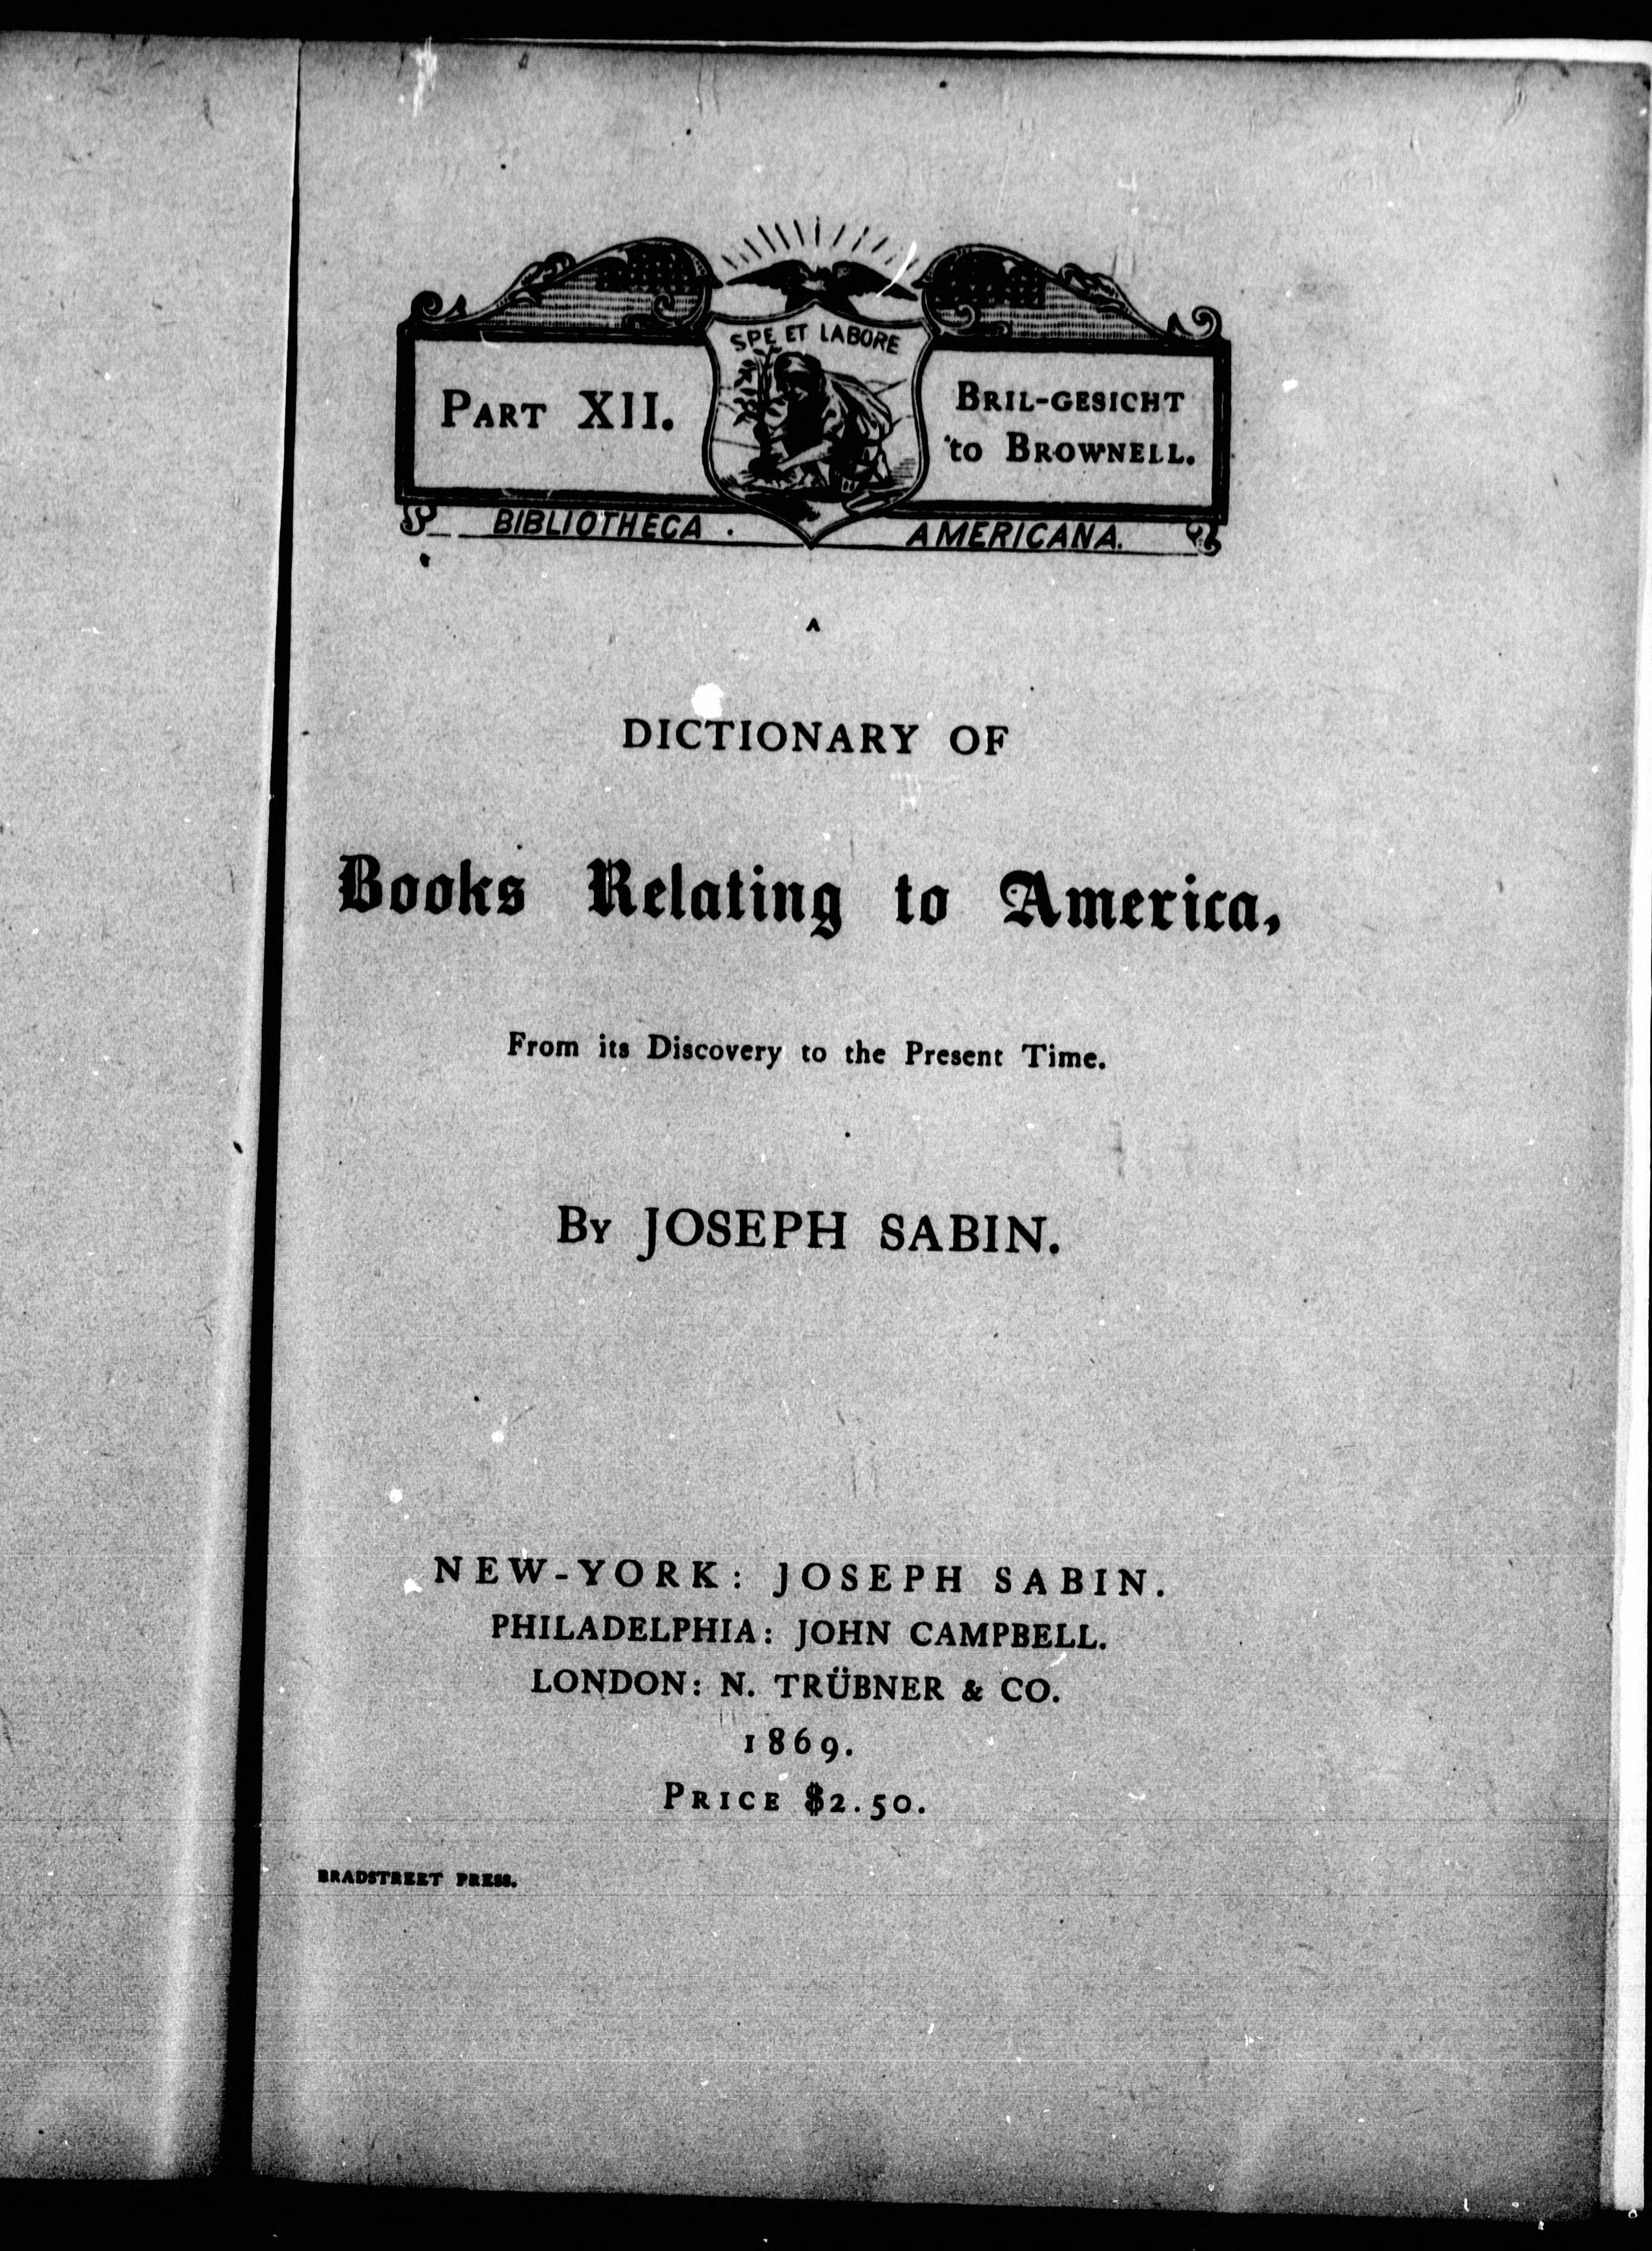 SPE ET LABORE
PART XII.
BRIL-GESICHT
to BROWNELL.
BIBLIOTHECA . AMERICANA.
A
DICTIONARY OF
Books Relating to America,
From its Discovery to the Present Time.
By JOSEPH SABIN.
NEW-YORK: JOSEPH SABIN.
PHILADELPHIA: JOHN CAMPBELL.
LONDON: N. TRÜBNER & CO.
1869.
PRICE $2.50.
BRADSTREET PRESS.